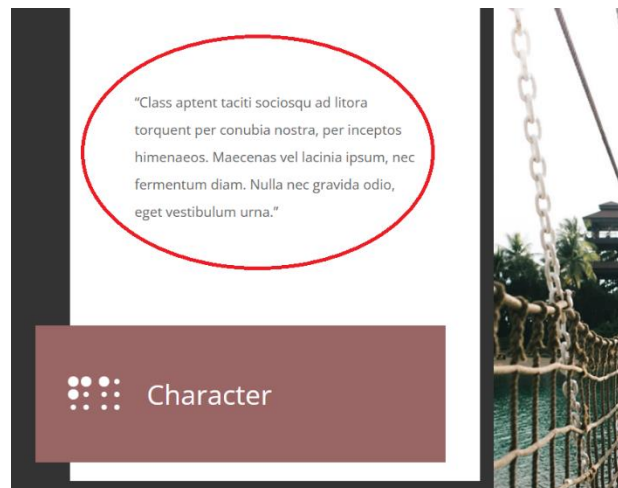 “Class aptent taciti sociosqu ad litora
torquent per conubia nostra, per inceptos
himenaeos. Maecenas vel lacinia ipsum, nec
fermentum diam. Nulla nec gravida odio,
eget vestibulum urna.”
Character